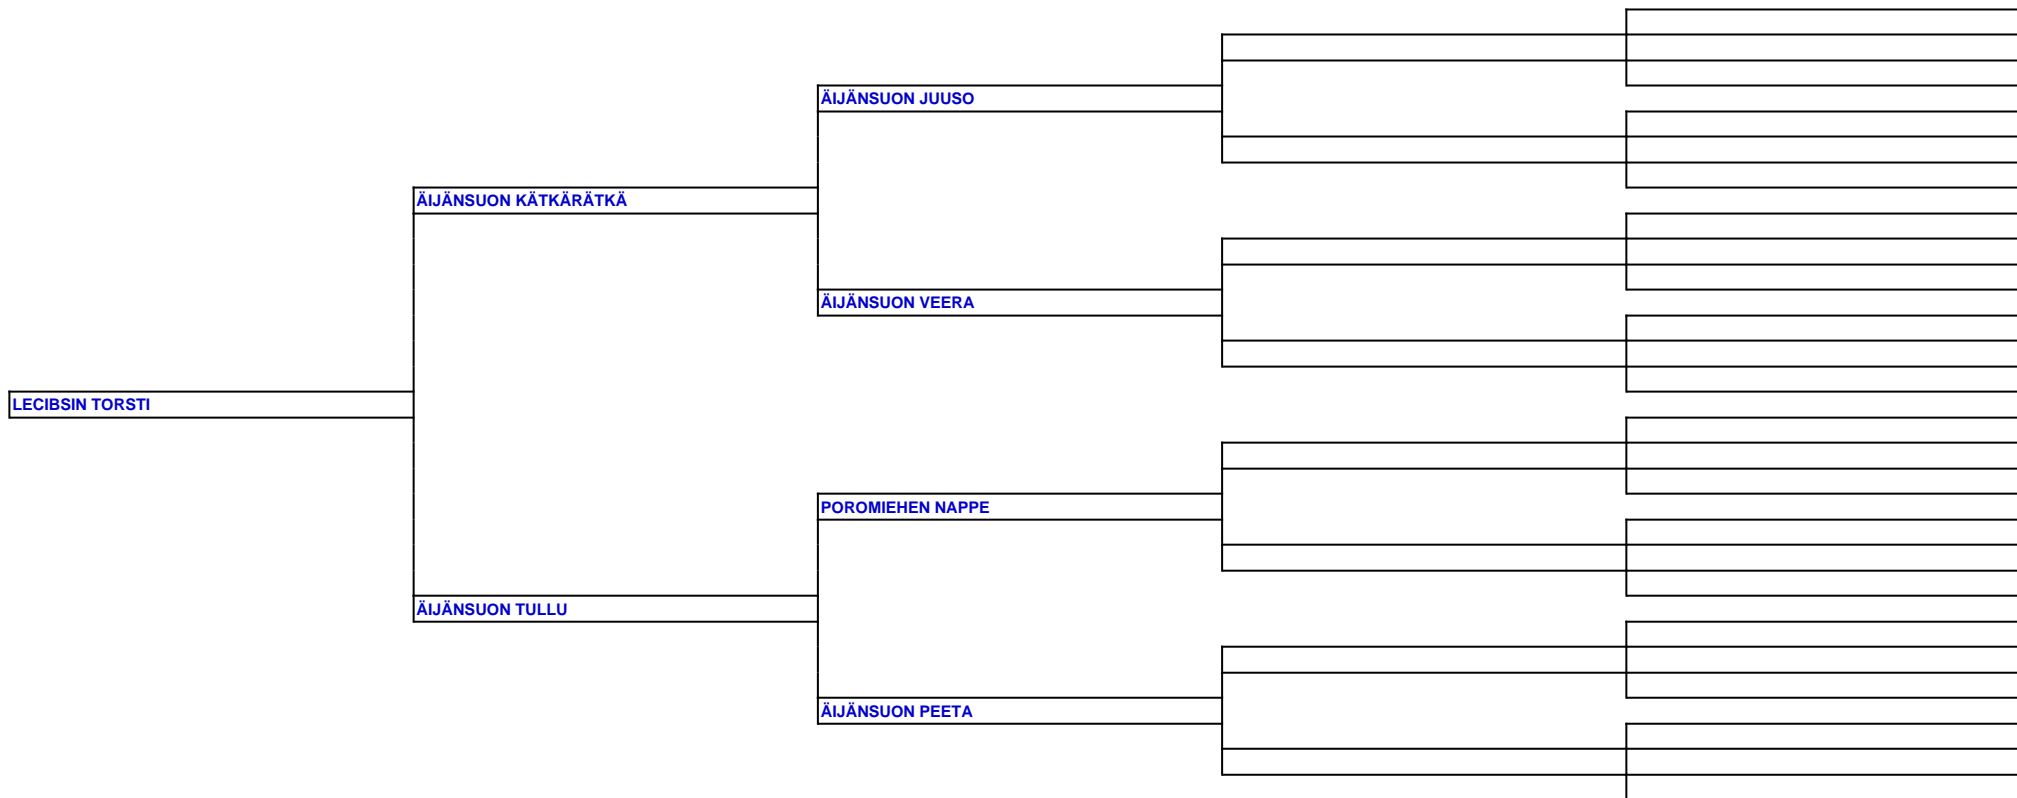 ÄIJÄNSUON JUUSO
ÄIJÄNSUON KÄTKÄRÄTKÄ
ÄIJÄNSUON VEERA
LECIBSIN TORSTI
POROMIEHEN NAPPE
ÄIJÄNSUON TULLU
ÄIJÄNSUON PEETA